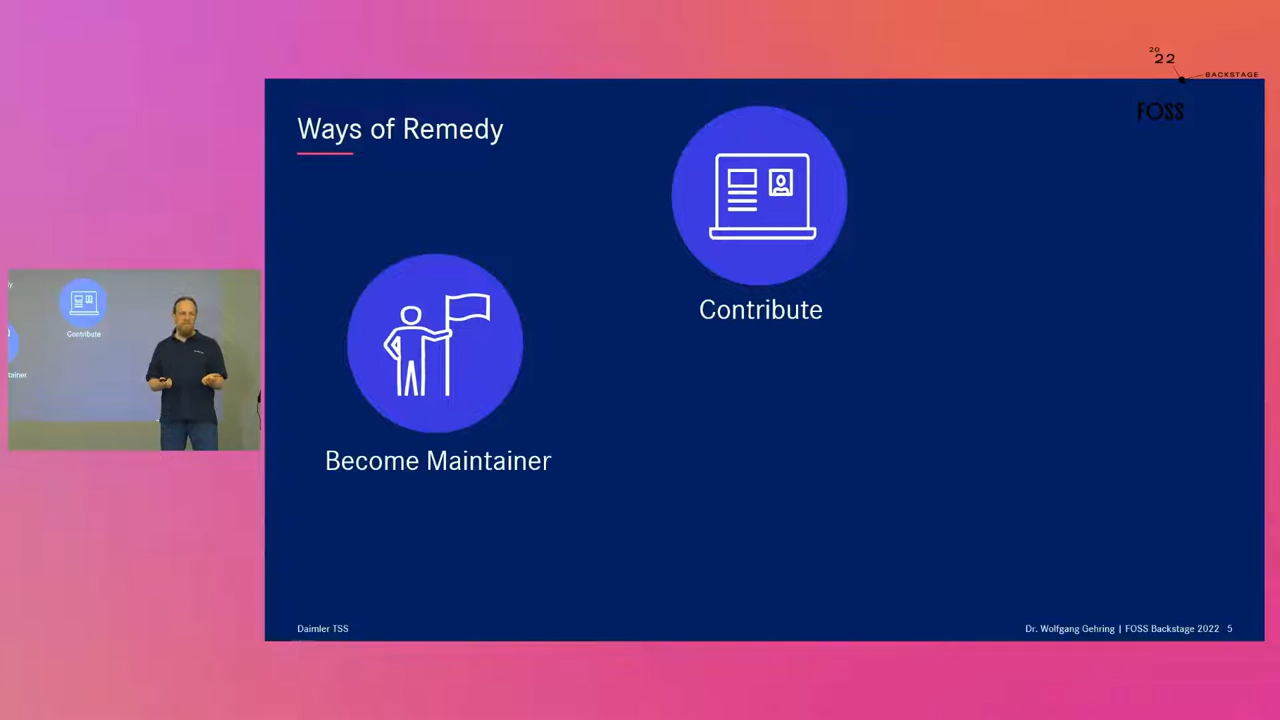 20
22
BACKSTAGE
FOSS
Ways of Remedy
Contribute
Become Maintainer
y
Contribute
tainer
Daimler TSS
Dr. Wolfgang Gehring | FOSS Backstage 2022 5